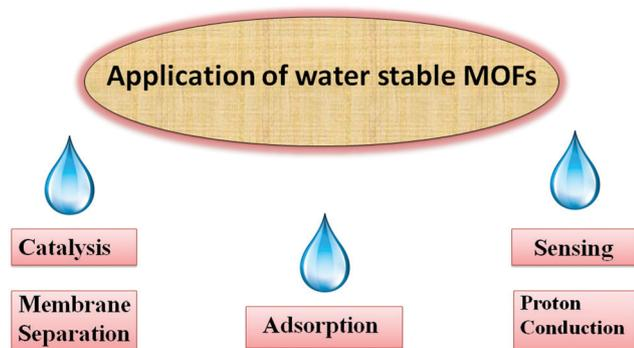 Application of water stable MOFs
Catalysis
Sensing
Membrane
Separation
Adsorption
Proton
Conduction